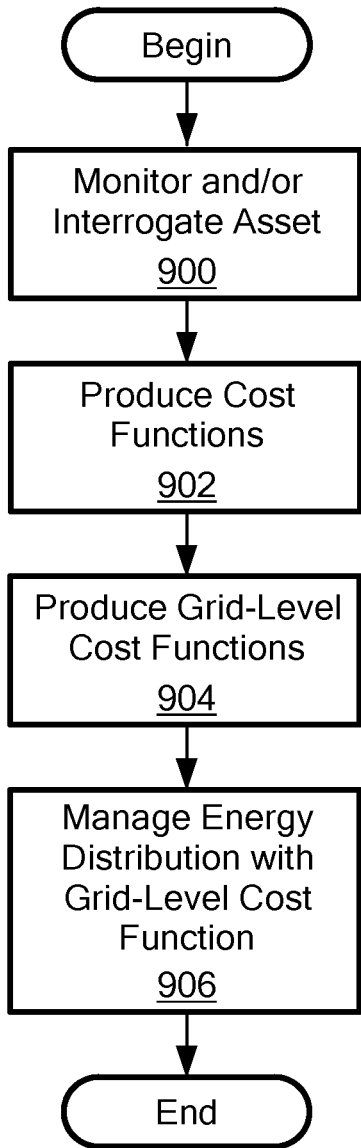 Begin
Monitor and/or
Interrogate Asset
900
Produce Cost
Functions
902
Produce Grid-Level
Cost Functions
904
Manage Energy
Distribution with
Grid-Level Cost
Function
906
End